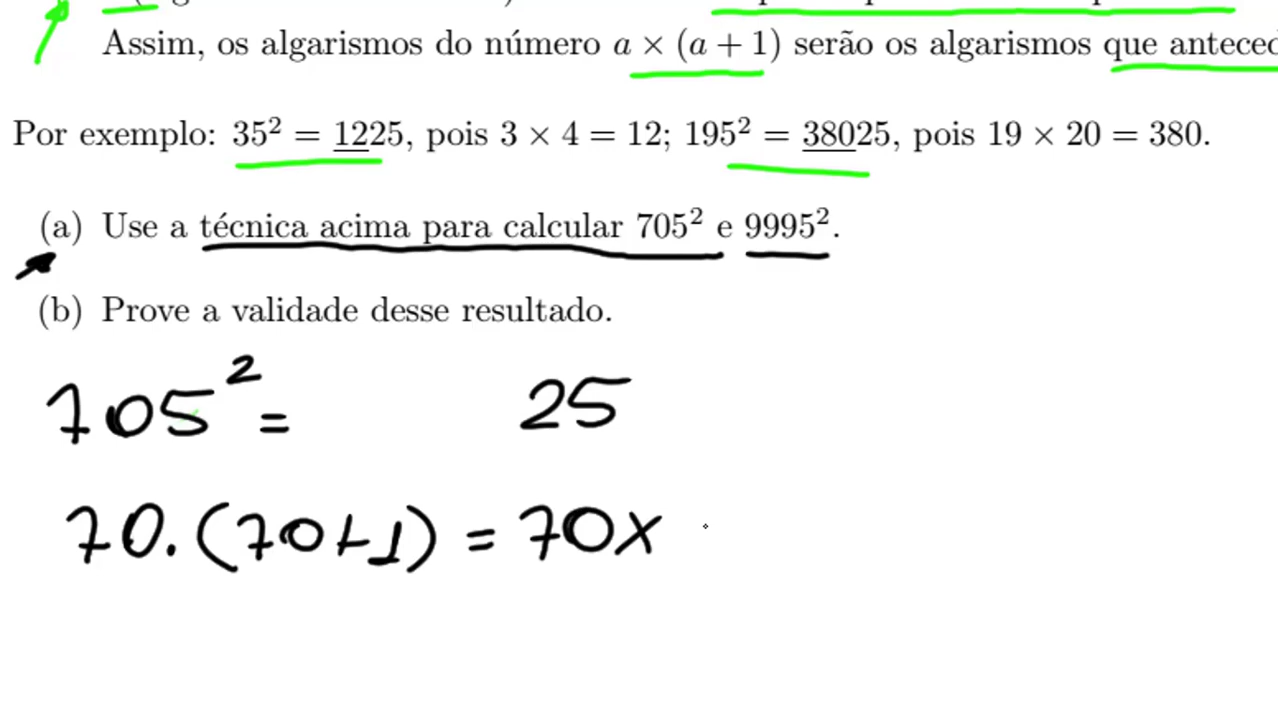 Assim, os algarismos do número a × (a + 1) serão os algarismos que anteced
Por exemplo: 35² = 1225, pois 3 × 4 = 12; 195² = 38025, pois 19 × 20 = 380.
(a) Use a técnica acima para calcular 705² e 9995².
(b) Prove a validade desse resultado.
705² = 25
70.(70+1) = 70x